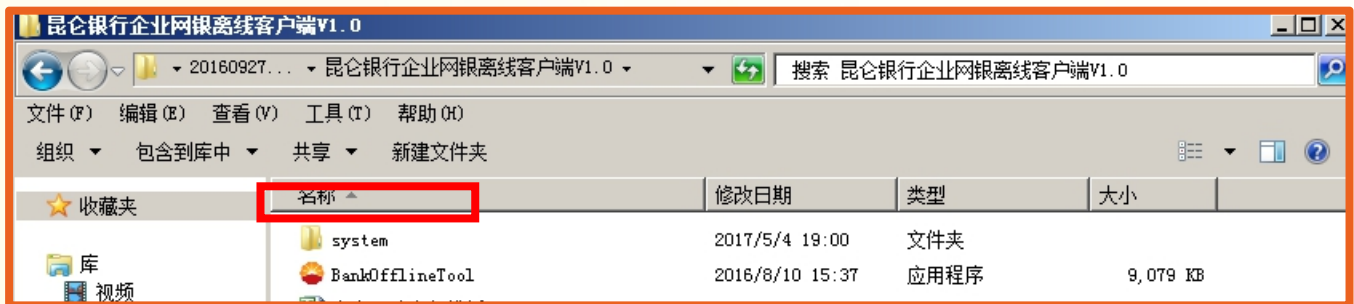 昆仑银行企业网银离线客户端V1.0
20160927... 昆仑银行企业网银离线客户端V1.0 搜索 昆仑银行企业网银离线客户端V1.0
文件(F) 编辑(E) 查看(V) 工具(T) 帮助(H)
组织 包含到库中 共享 新建文件夹
收藏夹 名称 修改日期 类型 大小
system 2017/5/4 19:00 文件夹
库
BankOfflineTool 2016/8/10 15:37 应用程序 9,079 KB
视频